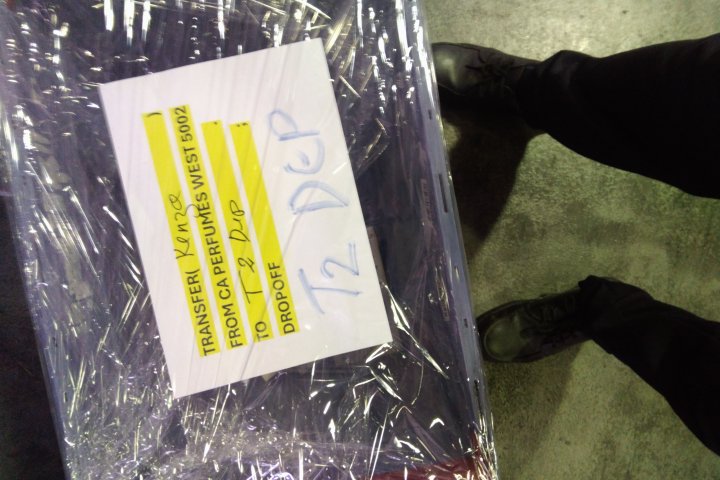 TRANSFER( Kenzo )
FROM CA PERFUMES WEST 5002 .
TO T2 Dep :
DROPOFF
T2 DEP